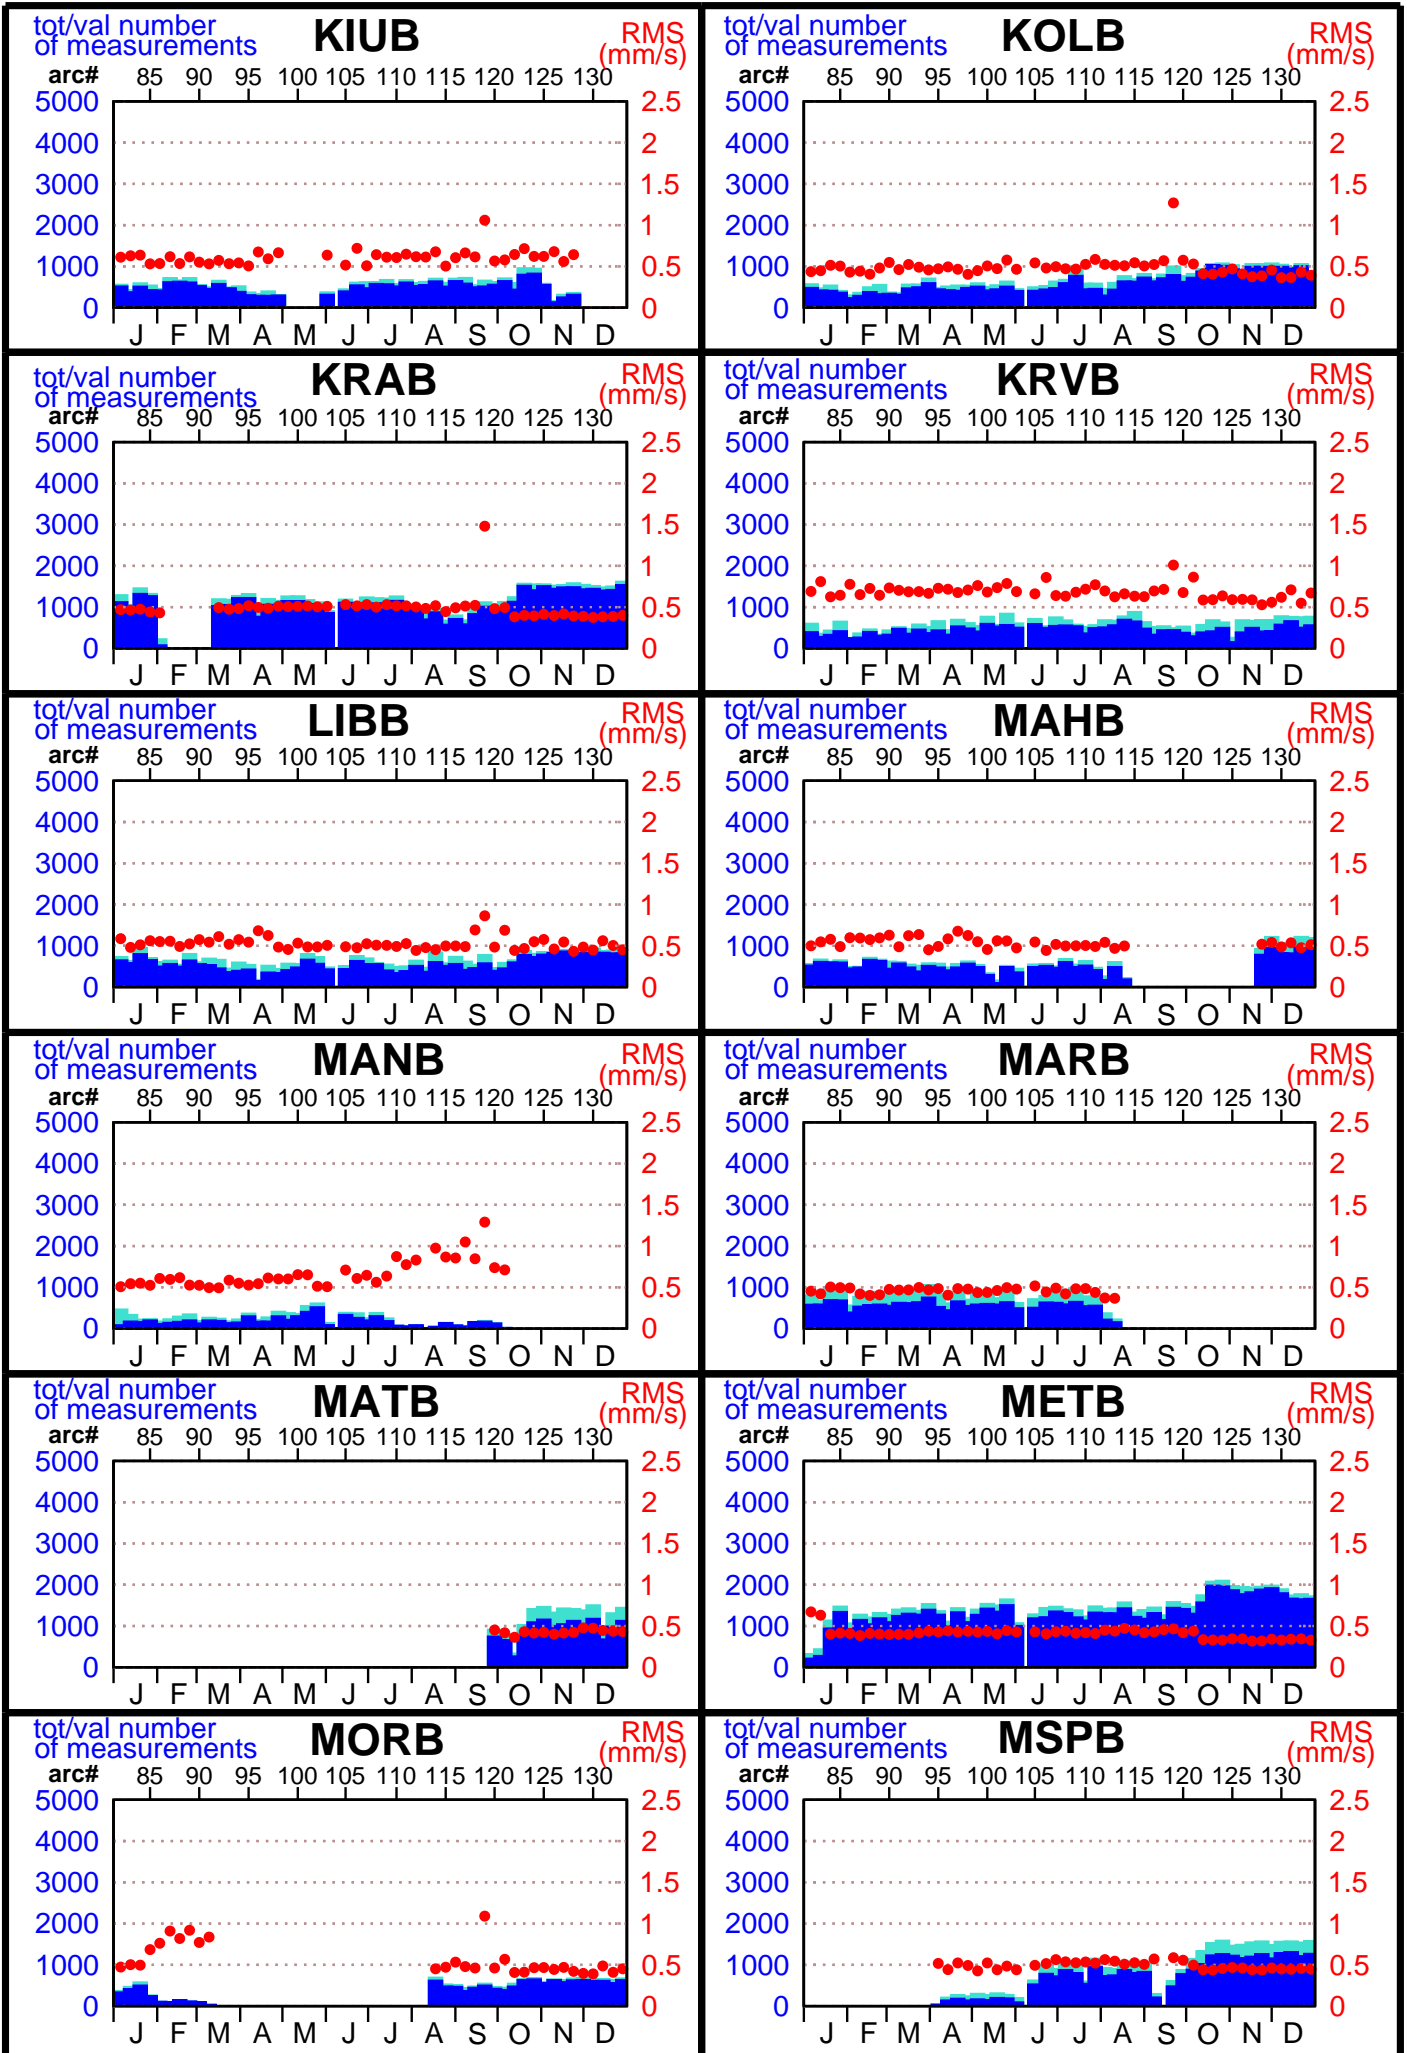 tot/val number
of measurements
KIUB
RMS
(mm/s)
arc# 85 90 95 100 105 110 115 120 125 130
5000 2.5
4000 2
3000 1.5
2000 1
1000 0.5
0 0
J F M A M J J A S O N D
tot/val number
of measurements
KOLB
RMS
(mm/s)
arc# 85 90 95 100 105 110 115 120 125 130
5000 2.5
4000 2
3000 1.5
2000 1
1000 0.5
0 0
J F M A M J J A S O N D
tot/val number
of measurements
KRAB
RMS
(mm/s)
arc# 85 90 95 100 105 110 115 120 125 130
5000 2.5
4000 2
3000 1.5
2000 1
1000 0.5
0 0
J F M A M J J A S O N D
tot/val number
of measurements
KRVB
RMS
(mm/s)
arc# 85 90 95 100 105 110 115 120 125 130
5000 2.5
4000 2
3000 1.5
2000 1
1000 0.5
0 0
J F M A M J J A S O N D
tot/val number
of measurements
LIBB
RMS
(mm/s)
arc# 85 90 95 100 105 110 115 120 125 130
5000 2.5
4000 2
3000 1.5
2000 1
1000 0.5
0 0
J F M A M J J A S O N D
tot/val number
of measurements
MAHB
RMS
(mm/s)
arc# 85 90 95 100 105 110 115 120 125 130
5000 2.5
4000 2
3000 1.5
2000 1
1000 0.5
0 0
J F M A M J J A S O N D
tot/val number
of measurements
MANB
RMS
(mm/s)
arc# 85 90 95 100 105 110 115 120 125 130
5000 2.5
4000 2
3000 1.5
2000 1
1000 0.5
0 0
J F M A M J J A S O N D
tot/val number
of measurements
MARB
RMS
(mm/s)
arc# 85 90 95 100 105 110 115 120 125 130
5000 2.5
4000 2
3000 1.5
2000 1
1000 0.5
0 0
J F M A M J J A S O N D
tot/val number
of measurements
MATB
RMS
(mm/s)
arc# 85 90 95 100 105 110 115 120 125 130
5000 2.5
4000 2
3000 1.5
2000 1
1000 0.5
0 0
J F M A M J J A S O N D
tot/val number
of measurements
METB
RMS
(mm/s)
arc# 85 90 95 100 105 110 115 120 125 130
5000 2.5
4000 2
3000 1.5
2000 1
1000 0.5
0 0
J F M A M J J A S O N D
tot/val number
of measurements
MORB
RMS
(mm/s)
arc# 85 90 95 100 105 110 115 120 125 130
5000 2.5
4000 2
3000 1.5
2000 1
1000 0.5
0 0
J F M A M J J A S O N D
tot/val number
of measurements
MSPB
RMS
(mm/s)
arc# 85 90 95 100 105 110 115 120 125 130
5000 2.5
4000 2
3000 1.5
2000 1
1000 0.5
0 0
J F M A M J J A S O N D